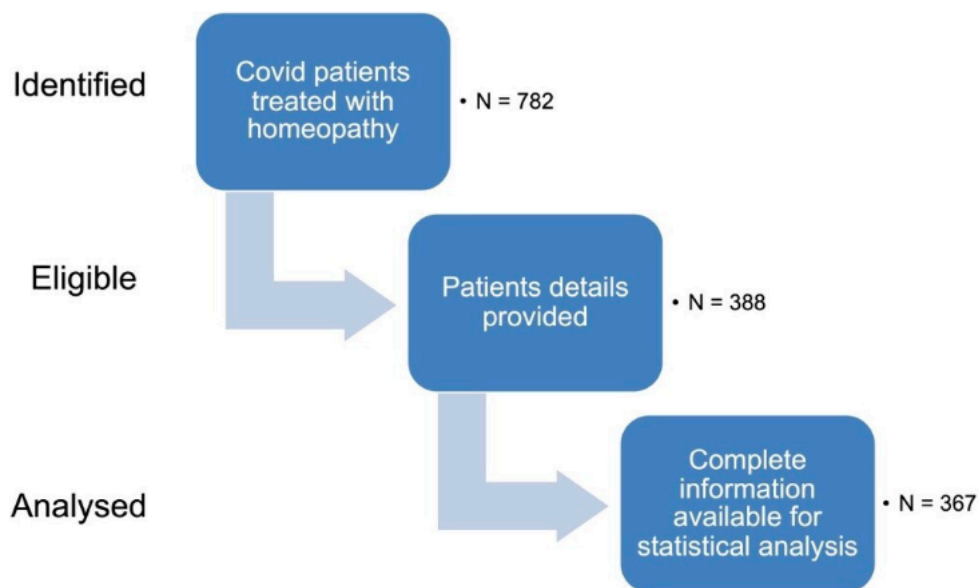 Identified
Covid patients
treated with
homeopathy
• N = 782
Eligible
Patients details
provided
• N = 388
Analysed
Complete
information
available for
statistical analysis
• N = 367